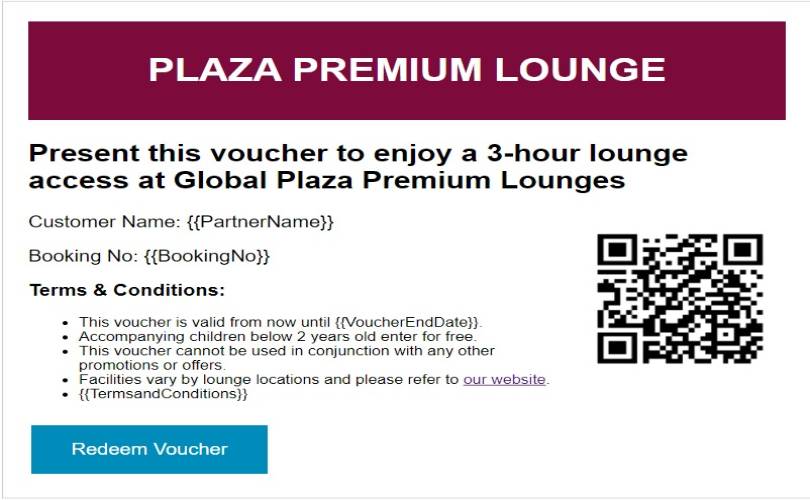 PLAZA PREMIUM LOUNGE
Present this voucher to enjoy a 3-hour lounge
access at Global Plaza Premium Lounges
Customer Name: {{PartnerName}}
Booking No: {{BookingNo}}
Terms & Conditions:
• This voucher is valid from now until {{VoucherEndDate}}.
• Accompanying children below 2 years old enter for free.
• This voucher cannot be used in conjunction with any other
promotions or offers.
• Facilities vary by lounge locations and please refer to our website.
• {{TermsandConditions}}
Redeem Voucher